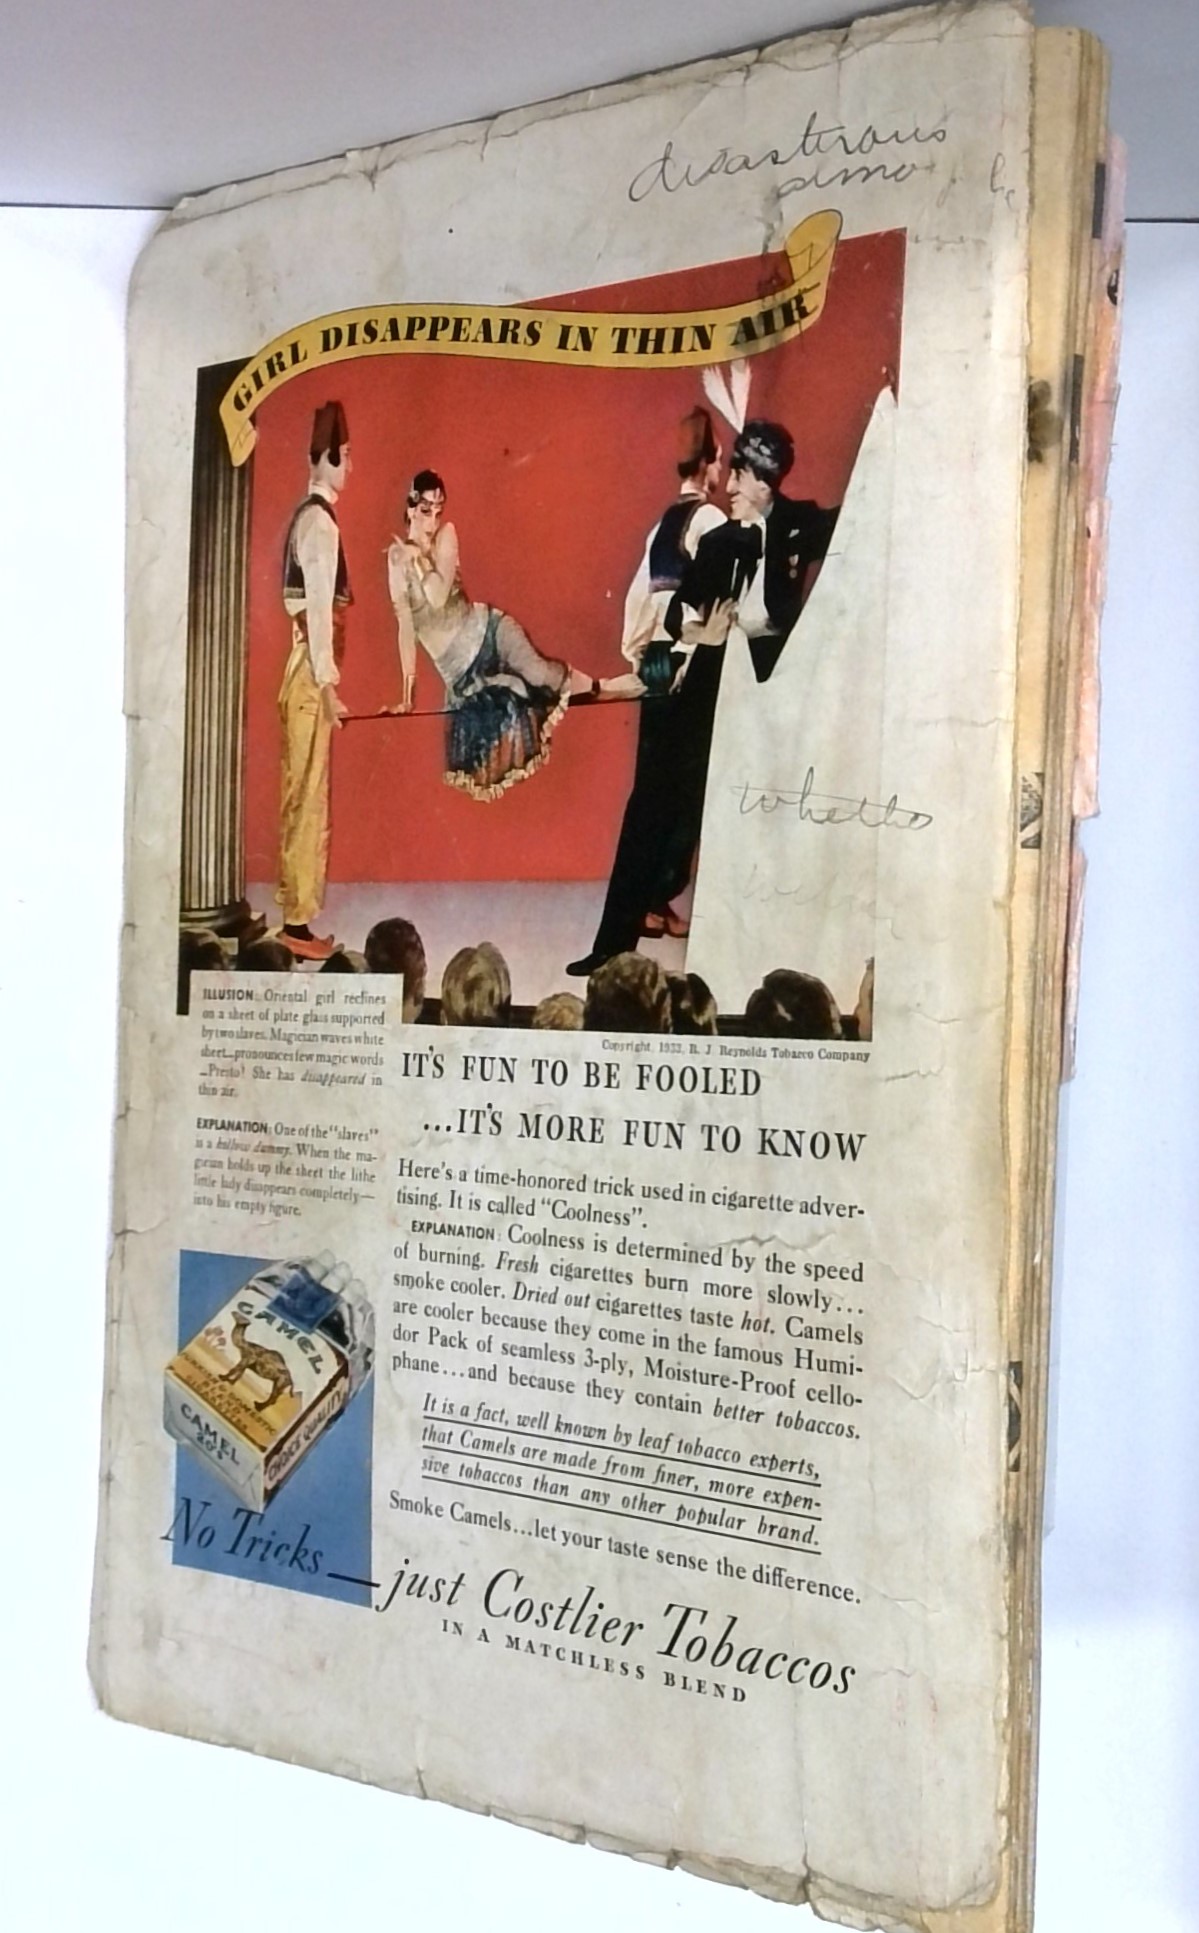 disasterous
GIRL DISAPPEARS IN THIN AIR
whether
ILLUSION: Oriental girl reclines
on a sheet of plate glass supported
by two slaves. Magician waves white
sheet...pronounces few magic words
...Presto! She has disappeared in
thin air.
EXPLANATION: One of the "slaves"
is a hollow dummy. When the ma-
gician holds up the sheet the lithe
little lady disappears completely—
into his empty figure.
Copyright, 1933, R. J. Reynolds Tobacco Company
IT'S FUN TO BE FOOLED
...IT'S MORE FUN TO KNOW
Here's a time-honored trick used in cigarette adver-
tising. It is called "Coolness".
EXPLANATION: Coolness is determined by the speed
of burning. Fresh cigarettes burn more slowly...
smoke cooler. Dried out cigarettes taste hot. Camels
are cooler because they come in the famous Humi-
dor Pack of seamless 3-ply, Moisture-Proof cello-
phane...and because they contain better tobaccos.
It is a fact, well known by leaf tobacco experts,
that Camels are made from finer, more expen-
sive tobaccos than any other popular brand.
Smoke Camels...let your taste sense the difference.
CAMEL
TURKISH & DOMESTIC
CHOICE QUALITY
CAMEL
20's
No Tricks—just Costlier Tobaccos
IN A MATCHLESS BLEND